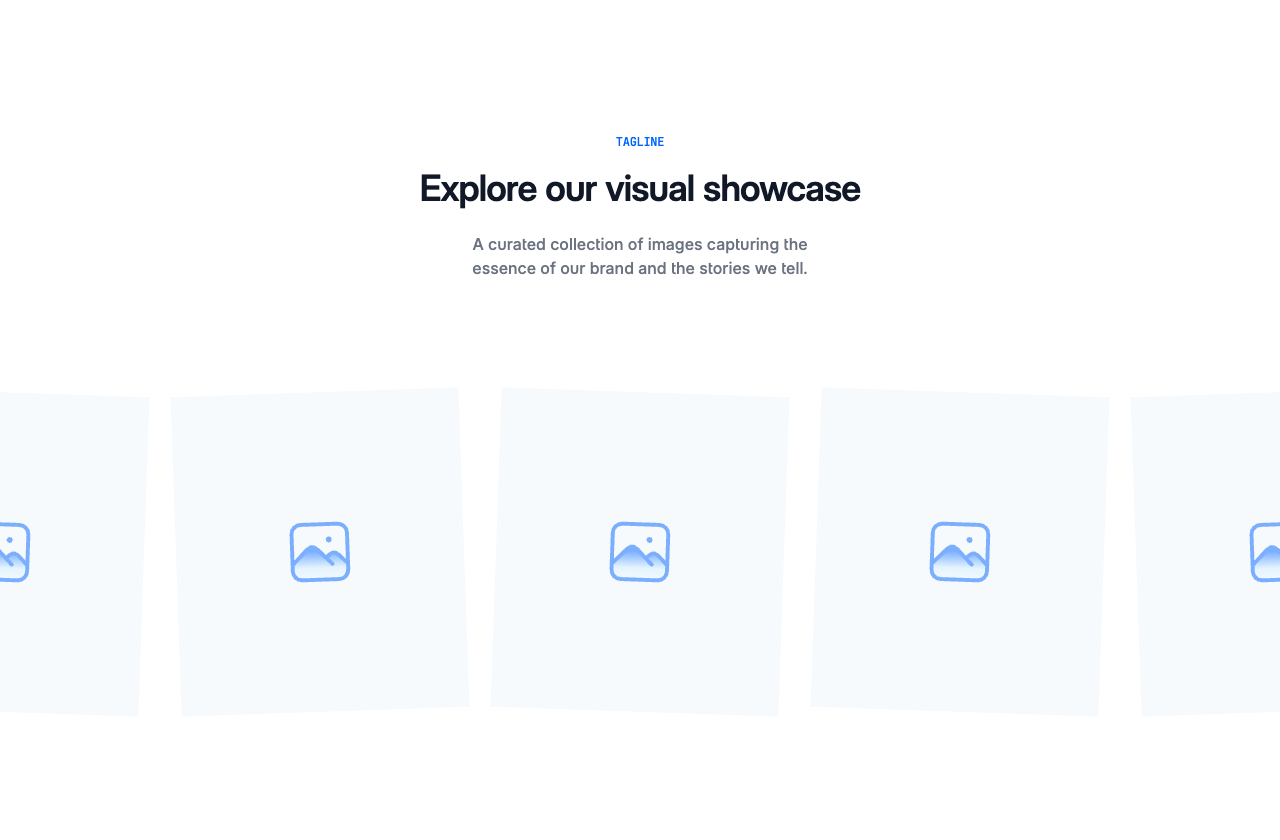 TAGLINE
Explore our visual showcase
A curated collection of images capturing the
essence of our brand and the stories we tell.